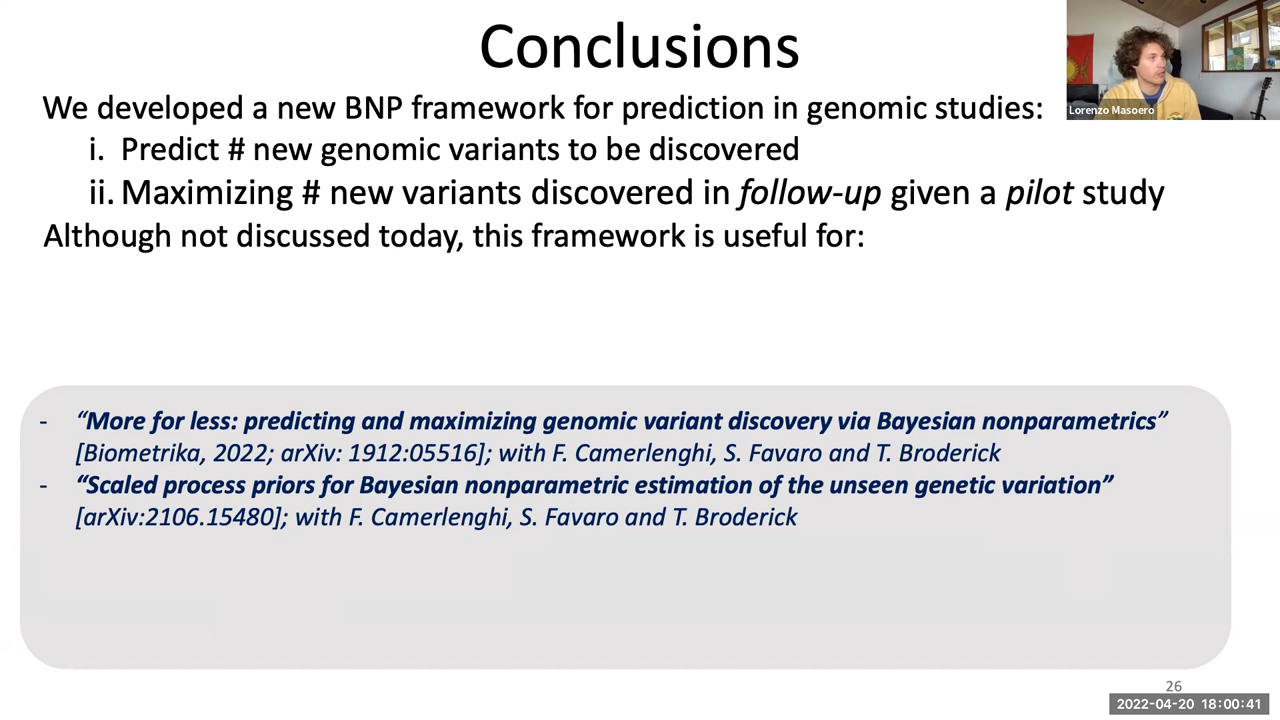 Conclusions
Lorenzo Masoero
We developed a new BNP framework for prediction in genomic studies:
i. Predict # new genomic variants to be discovered
ii. Maximizing # new variants discovered in follow-up given a pilot study
Although not discussed today, this framework is useful for:
- “More for less: predicting and maximizing genomic variant discovery via Bayesian nonparametrics”
[Biometrika, 2022; arXiv: 1912:05516]; with F. Camerlenghi, S. Favaro and T. Broderick
- “Scaled process priors for Bayesian nonparametric estimation of the unseen genetic variation”
[arXiv:2106.15480]; with F. Camerlenghi, S. Favaro and T. Broderick
26
2022-04-20 18:00:41